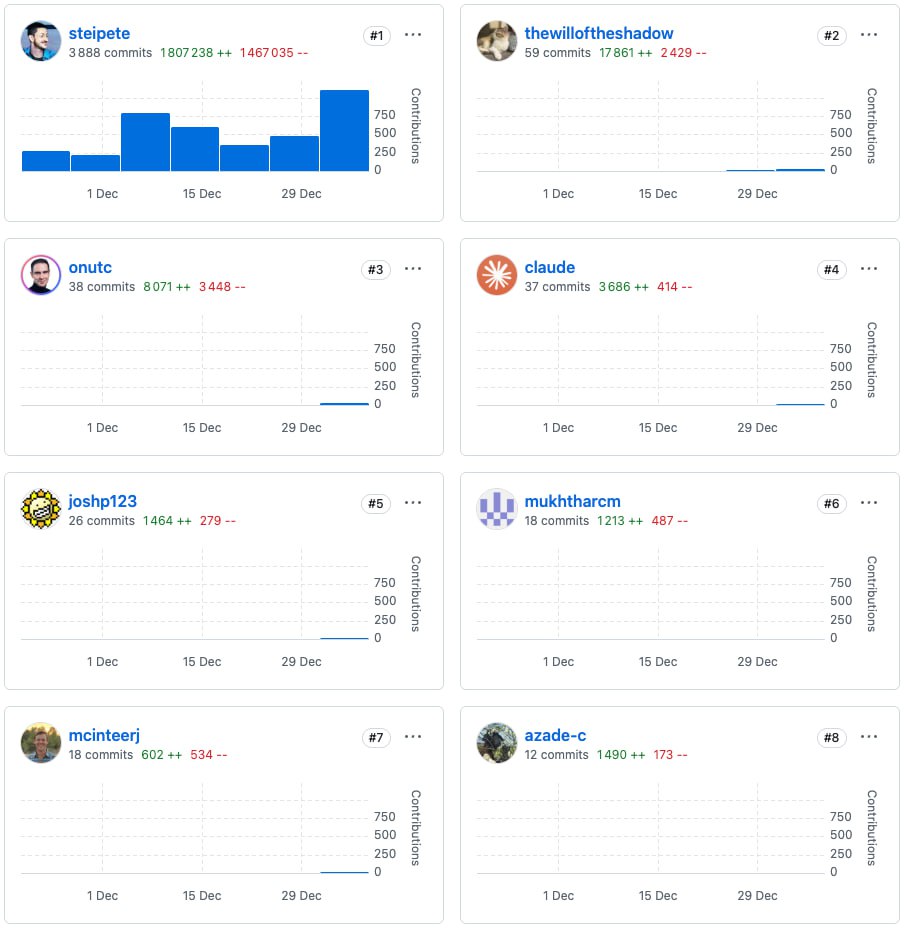 steipete #1 ···
3 888 commits 1 807 238 ++ 1 467 035 --
Contributions
750
500
250
0
1 Dec 15 Dec 29 Dec
thewilloftheshadow #2 ···
59 commits 17 861 ++ 2 429 --
Contributions
750
500
250
0
1 Dec 15 Dec 29 Dec
onutc #3 ···
38 commits 8 071 ++ 3 448 --
Contributions
750
500
250
0
1 Dec 15 Dec 29 Dec
claude #4 ···
37 commits 3 686 ++ 414 --
Contributions
750
500
250
0
1 Dec 15 Dec 29 Dec
joshp123 #5 ···
26 commits 1 464 ++ 279 --
Contributions
750
500
250
0
1 Dec 15 Dec 29 Dec
mukhtharcm #6 ···
18 commits 1 213 ++ 487 --
Contributions
750
500
250
0
1 Dec 15 Dec 29 Dec
mcinteerj #7 ···
18 commits 602 ++ 534 --
Contributions
750
500
250
0
1 Dec 15 Dec 29 Dec
azade-c #8 ···
12 commits 1 490 ++ 173 --
Contributions
750
500
250
0
1 Dec 15 Dec 29 Dec